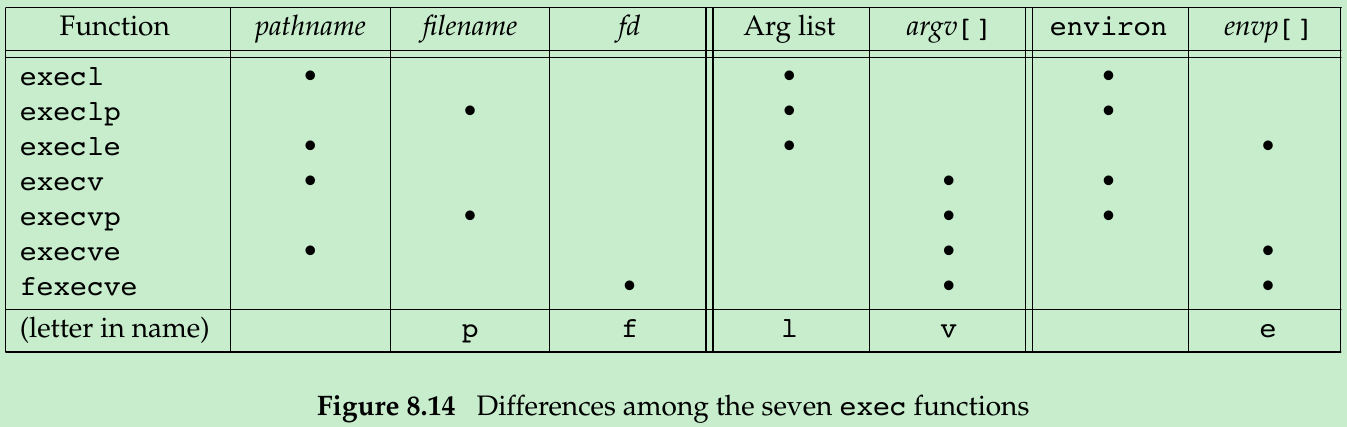 Function pathname filename fd Arg list argv[] environ envp[]
execl • • •
execlp • • •
execle • • •
execv • • •
execvp • • •
execve • • •
fexecve • • •
(letter in name) p f l v e
Figure 8.14 Differences among the seven exec functions